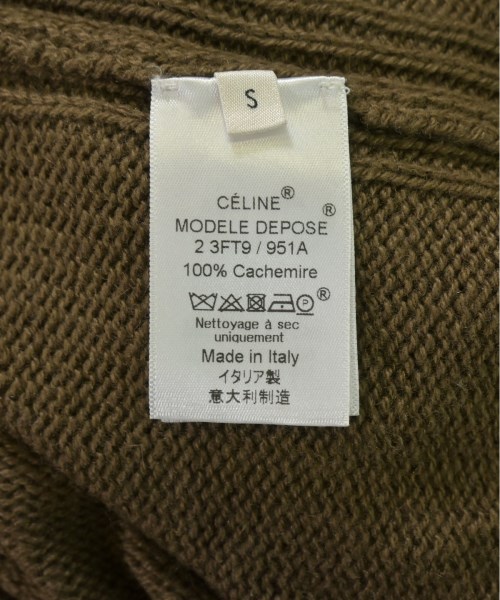 S
CÉLINE®
MODELE DEPOSE®
2 3FT9 / 951A
100% Cachemire
P ®
Nettoyage à sec
uniquement
Made in Italy
イタリア製
意大利制造